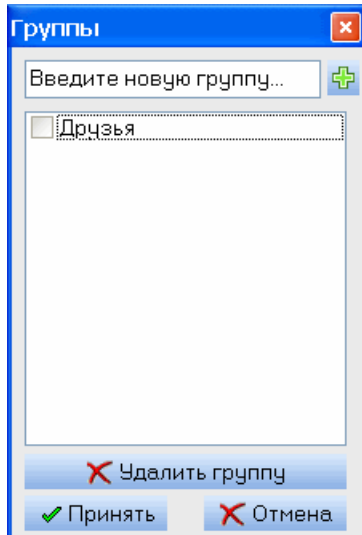 Группы
Введите новую группу...
Друзья
Удалить группу
Принять Отмена